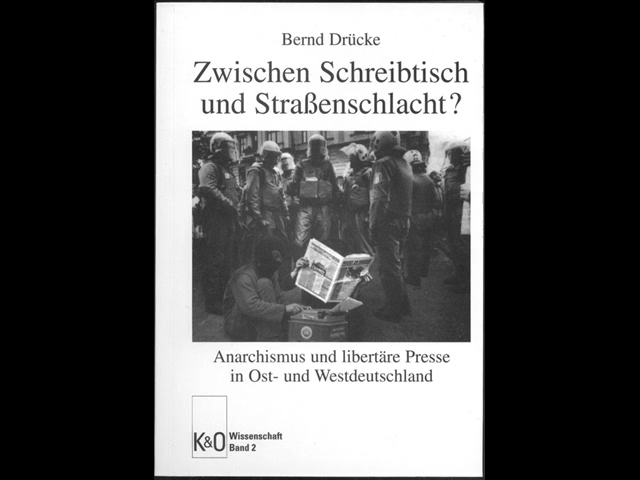 Bernd Drücke
Zwischen Schreibtisch
und Straßenschlacht?
Anarchismus und libertäre Presse
in Ost- und Westdeutschland
K&O
Wissenschaft
Band 2